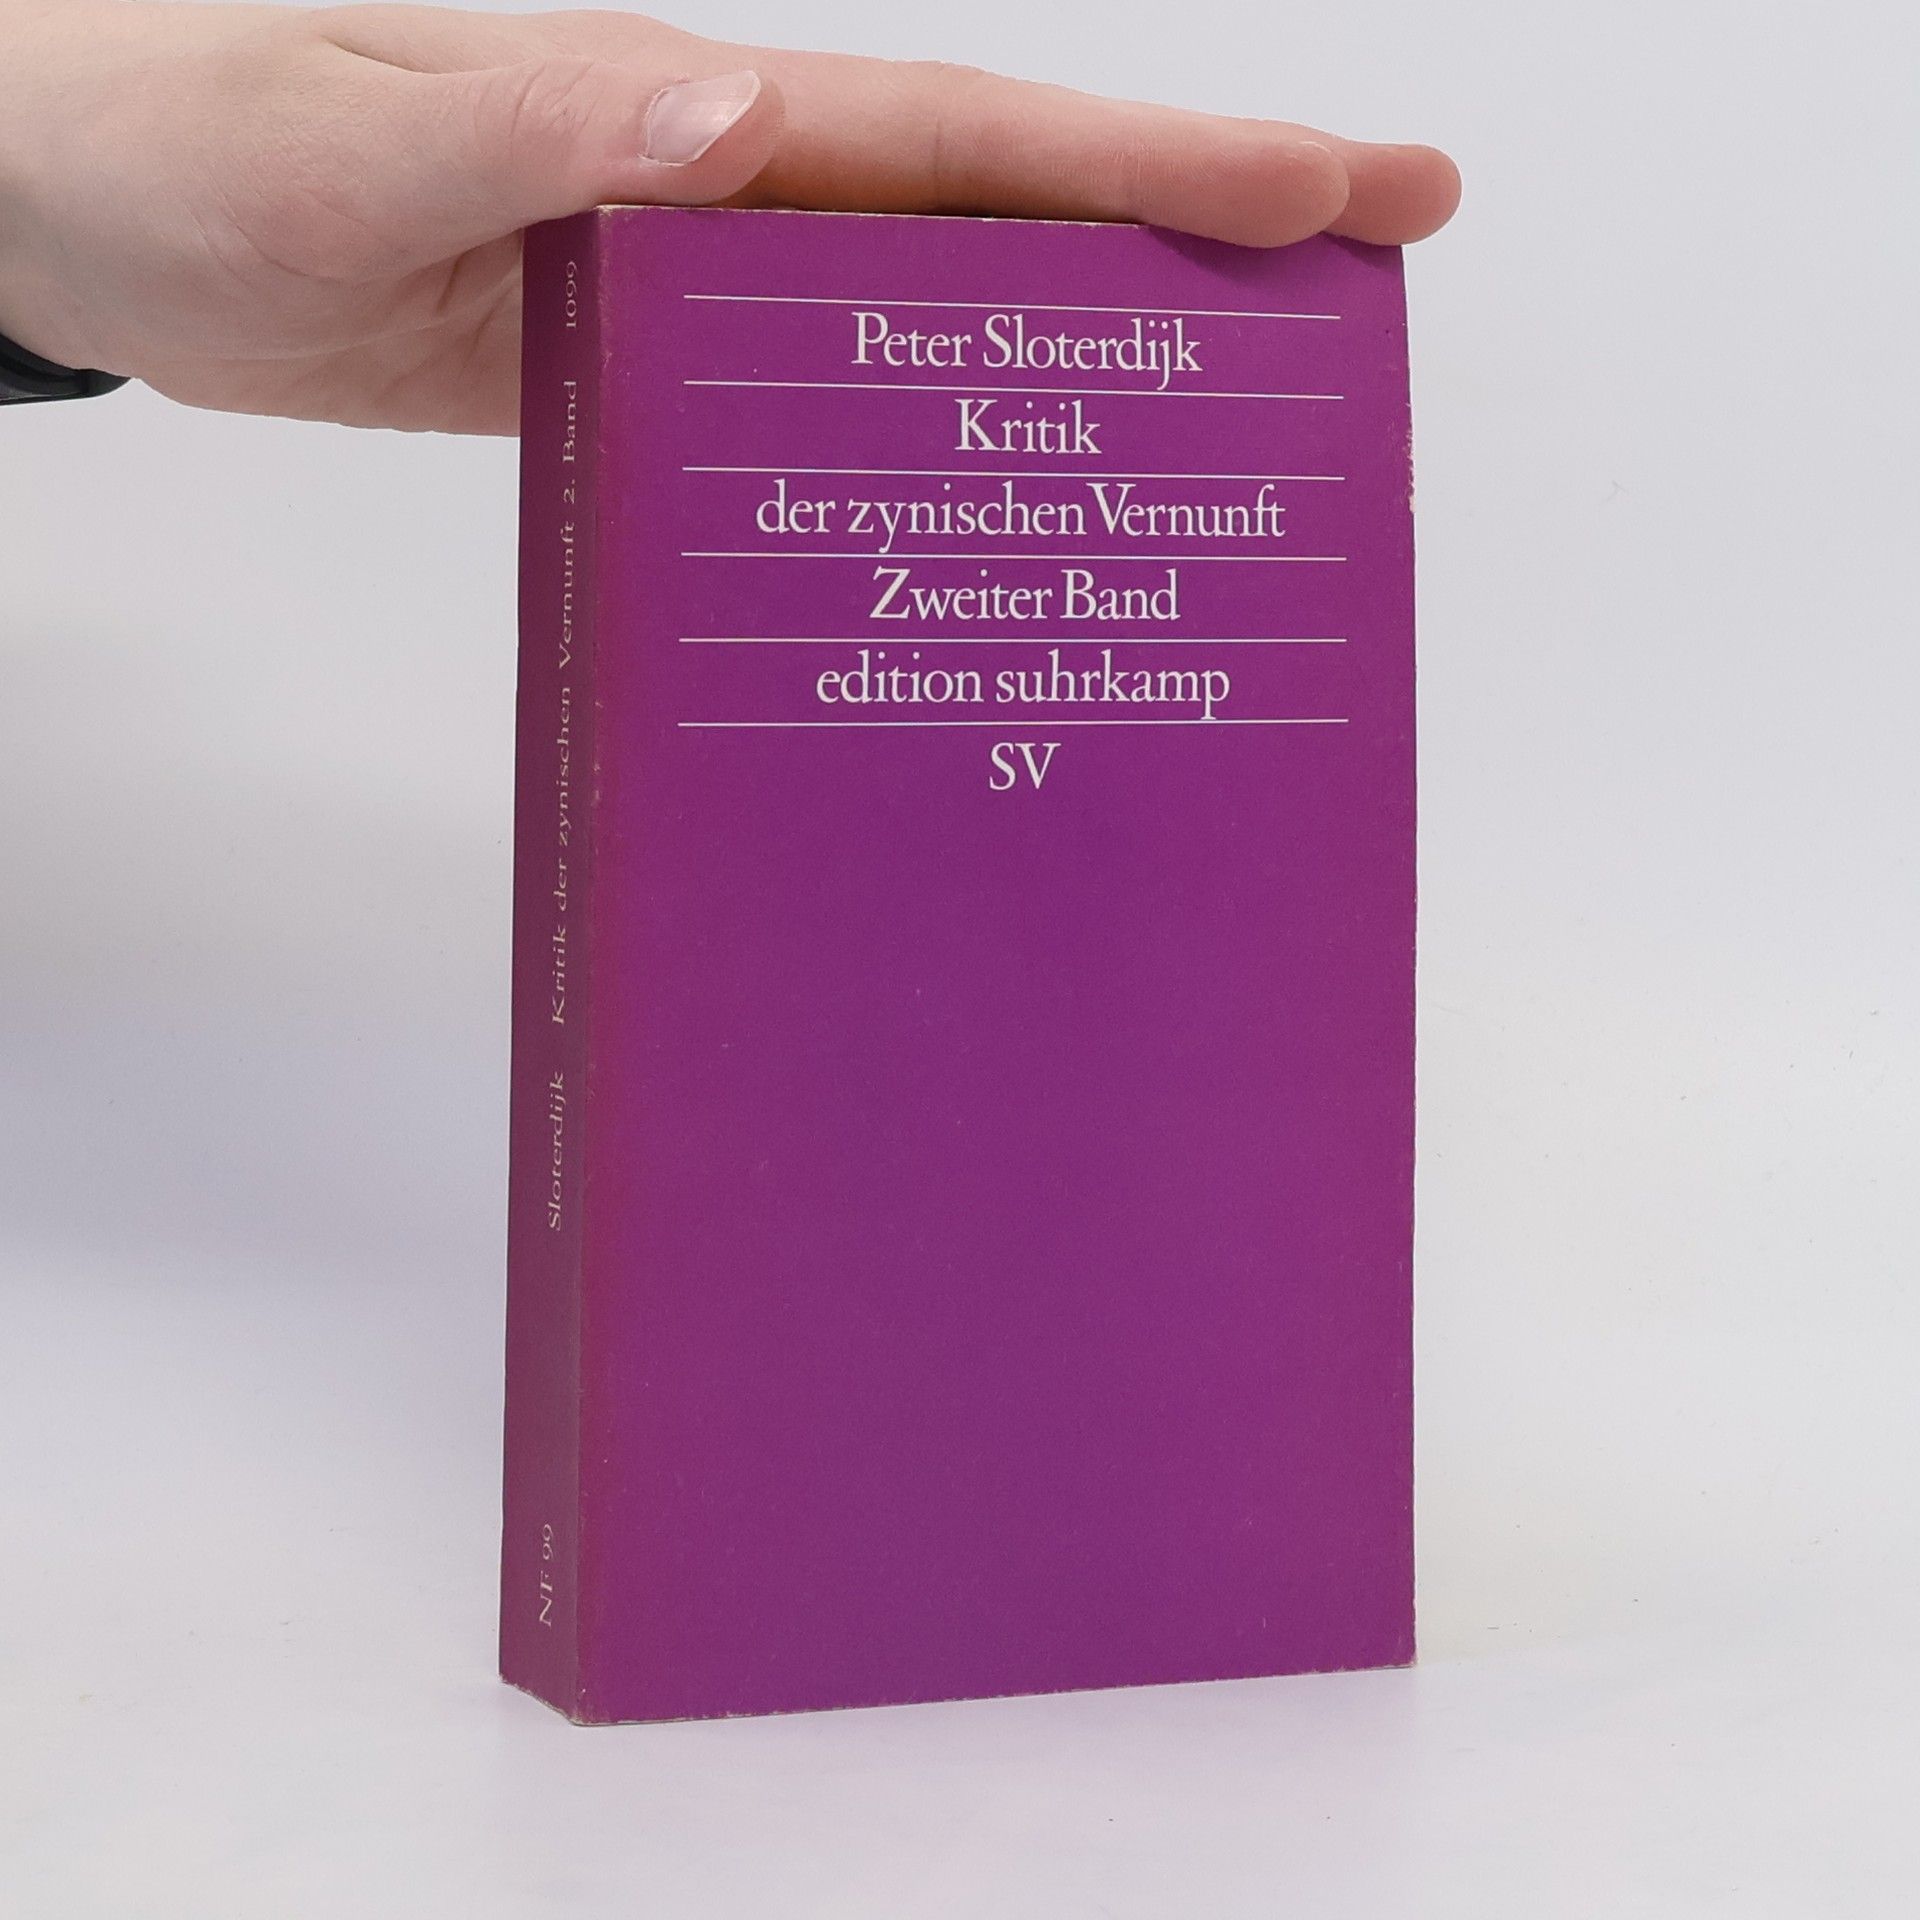 Peter Sloterdijk
Kritik
der zynischen Vernunft
Zweiter Band
edition suhrkamp
SV
Sloterdijk Kritik der zynischen Vernunft 2. Band 1099
NF 99